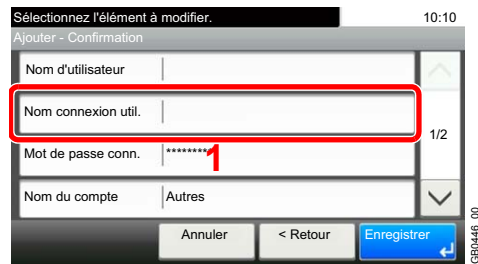 Sélectionnez l'élément à modifier. 10:10
Ajouter - Confirmation
Nom d'utilisateur
Nom connexion util.
1/2
Mot de passe conn. ********
1
Nom du compte Autres
Annuler < Retour Enregistrer
GB0446_00